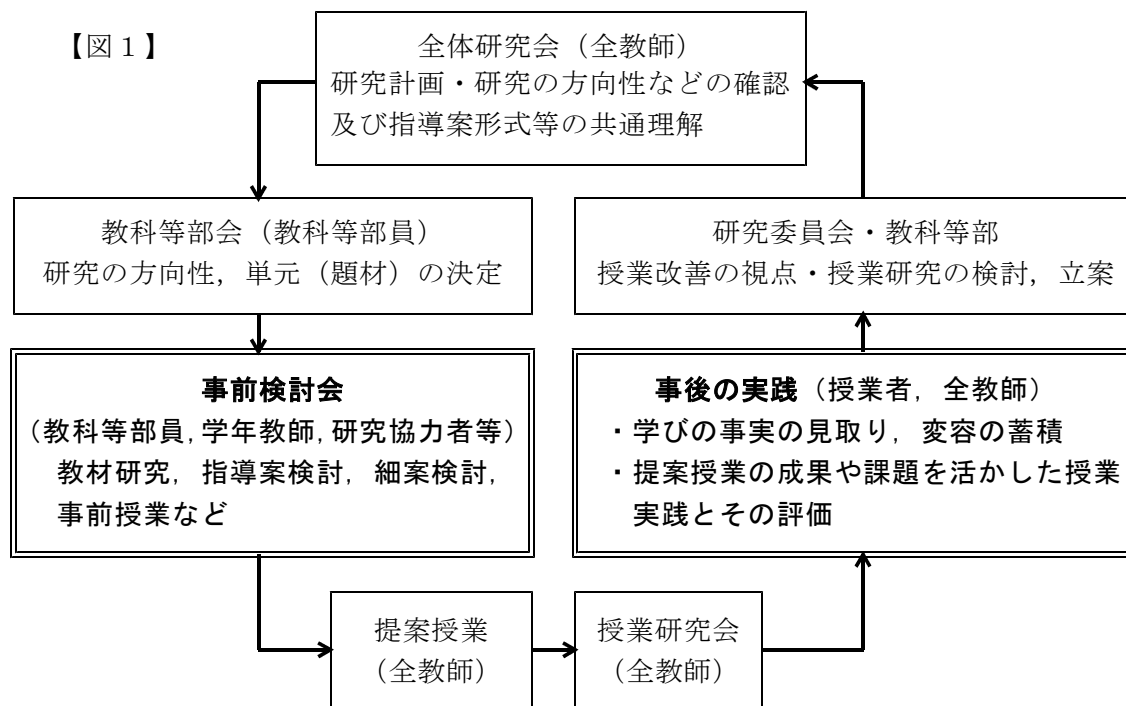 【図１】
全体研究会（全教師）
研究計画・研究の方向性などの確認
及び指導案形式等の共通理解
教科等部会（教科等部員）
研究の方向性，単元（題材）の決定
研究委員会・教科等部
授業改善の視点・授業研究の検討，立案
事前検討会
（教科等部員，学年教師，研究協力者等）
教材研究，指導案検討，細案検討，
事前授業など
事後の実践（授業者，全教師）
・学びの事実の見取り，変容の蓄積
・提案授業の成果や課題を活かした授業
実践とその評価
提案授業
（全教師）
授業研究会
（全教師）